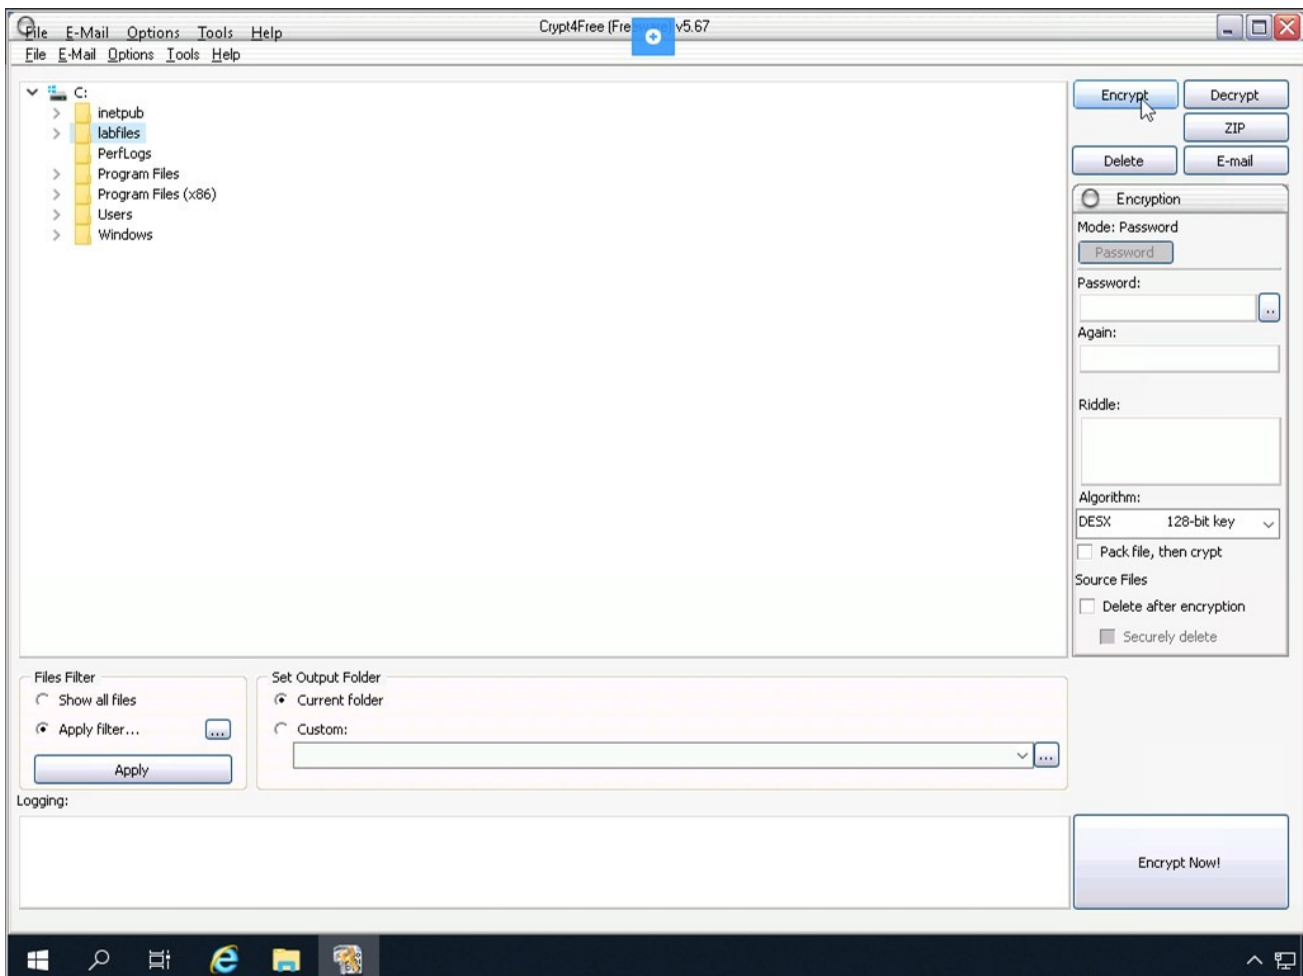 File E-Mail Options Tools Help Crypt4Free (Fre v5.67
File E-Mail Options Tools Help
C:
inetpub
labfiles
PerfLogs
Program Files
Program Files (x86)
Users
Windows
Encrypt Decrypt
ZIP
Delete E-mail
Encryption
Mode: Password
Password
Password:
..
Again:
Riddle:
Algorithm:
DESX 128-bit key
Pack file, then crypt
Source Files
Delete after encryption
Securely delete
Files Filter
Show all files
Apply filter...
...
Apply
Set Output Folder
Current folder
Custom:
...
Logging:
Encrypt Now!